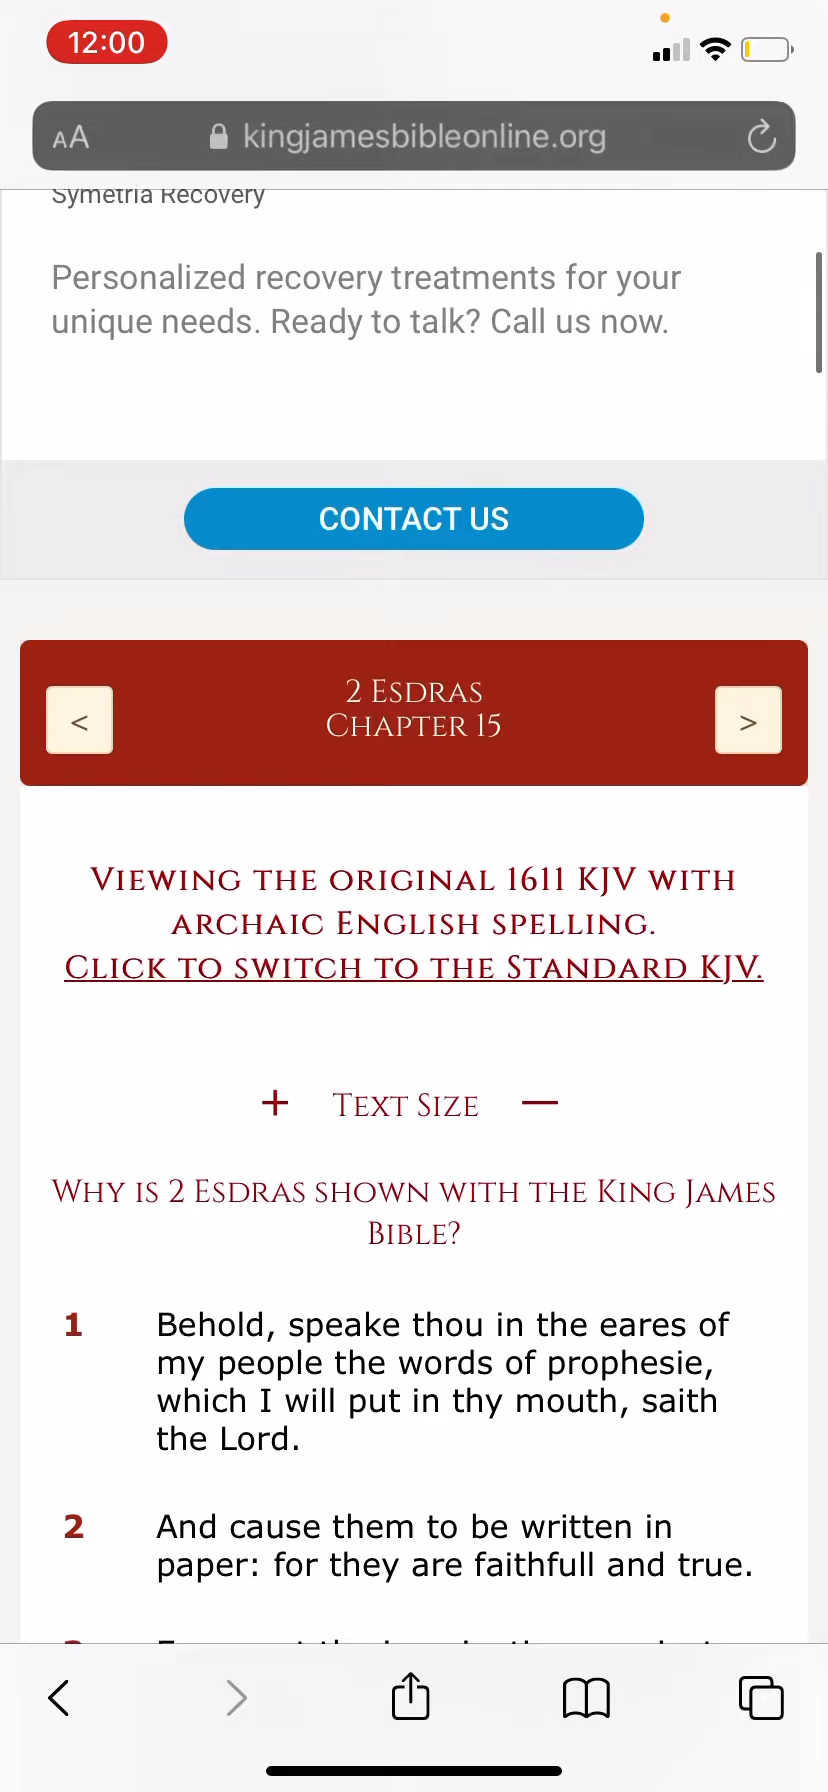 12:00
AA kingjamesbibleonline.org
Symetria Recovery
Personalized recovery treatments for your
unique needs. Ready to talk? Call us now.
CONTACT US
< 2 Esdras >
Chapter 15
Viewing the original 1611 KJV with
archaic English spelling.
Click to switch to the Standard KJV.
+ Text Size —
Why is 2 Esdras shown with the King James
Bible?
1 Behold, speake thou in the eares of
my people the words of prophesie,
which I will put in thy mouth, saith
the Lord.
2 And cause them to be written in
paper: for they are faithfull and true.